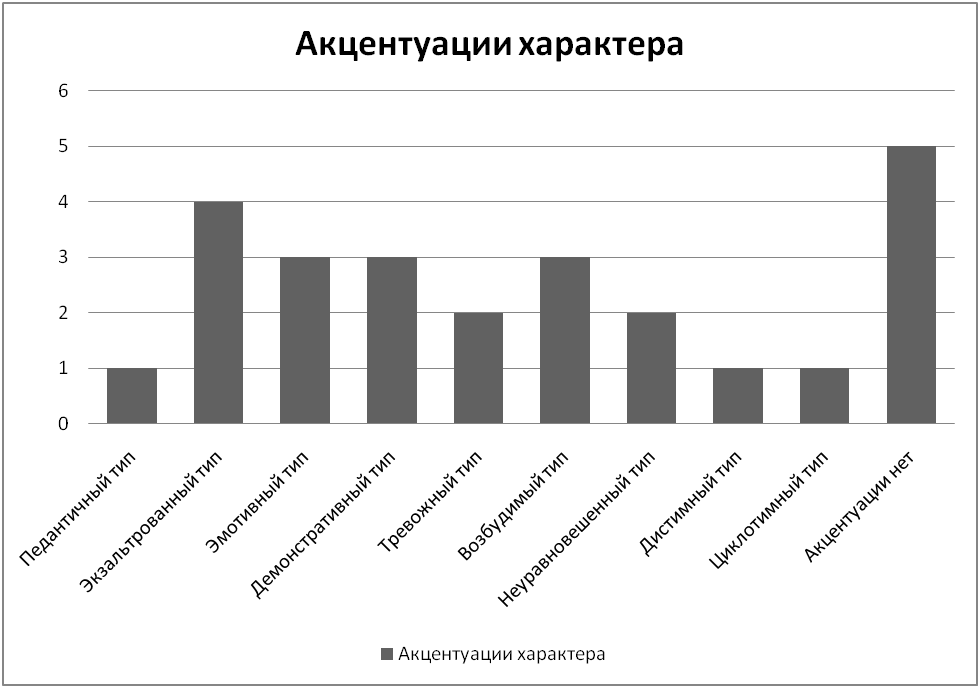 Акцентуации характера
6
5
4
3
2
1
0
Педантичный тип
Экзальтрованный тип
Эмотивный тип
Демонстративный тип
Тревожный тип
Возбудимый тип
Неуравновешенный тип
Дистимный тип
Циклотимный тип
Акцентуации нет
Акцентуации характера